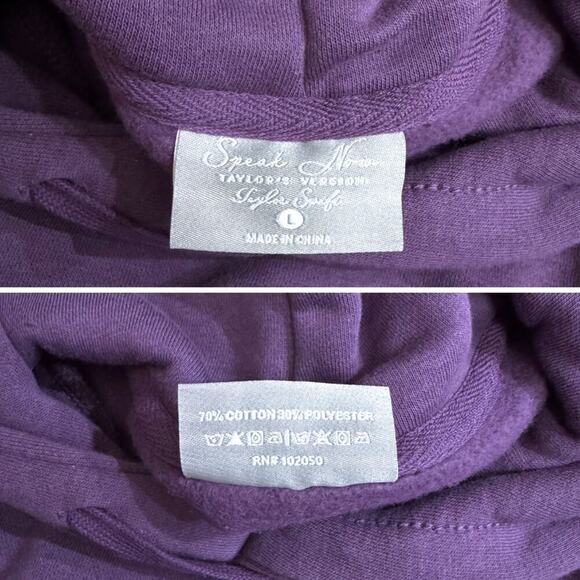 Speak Now
TAYLOR'S VERSION
Taylor Swift
L
MADE IN CHINA
70% COTTON 30% POLYESTER
RN# 102050